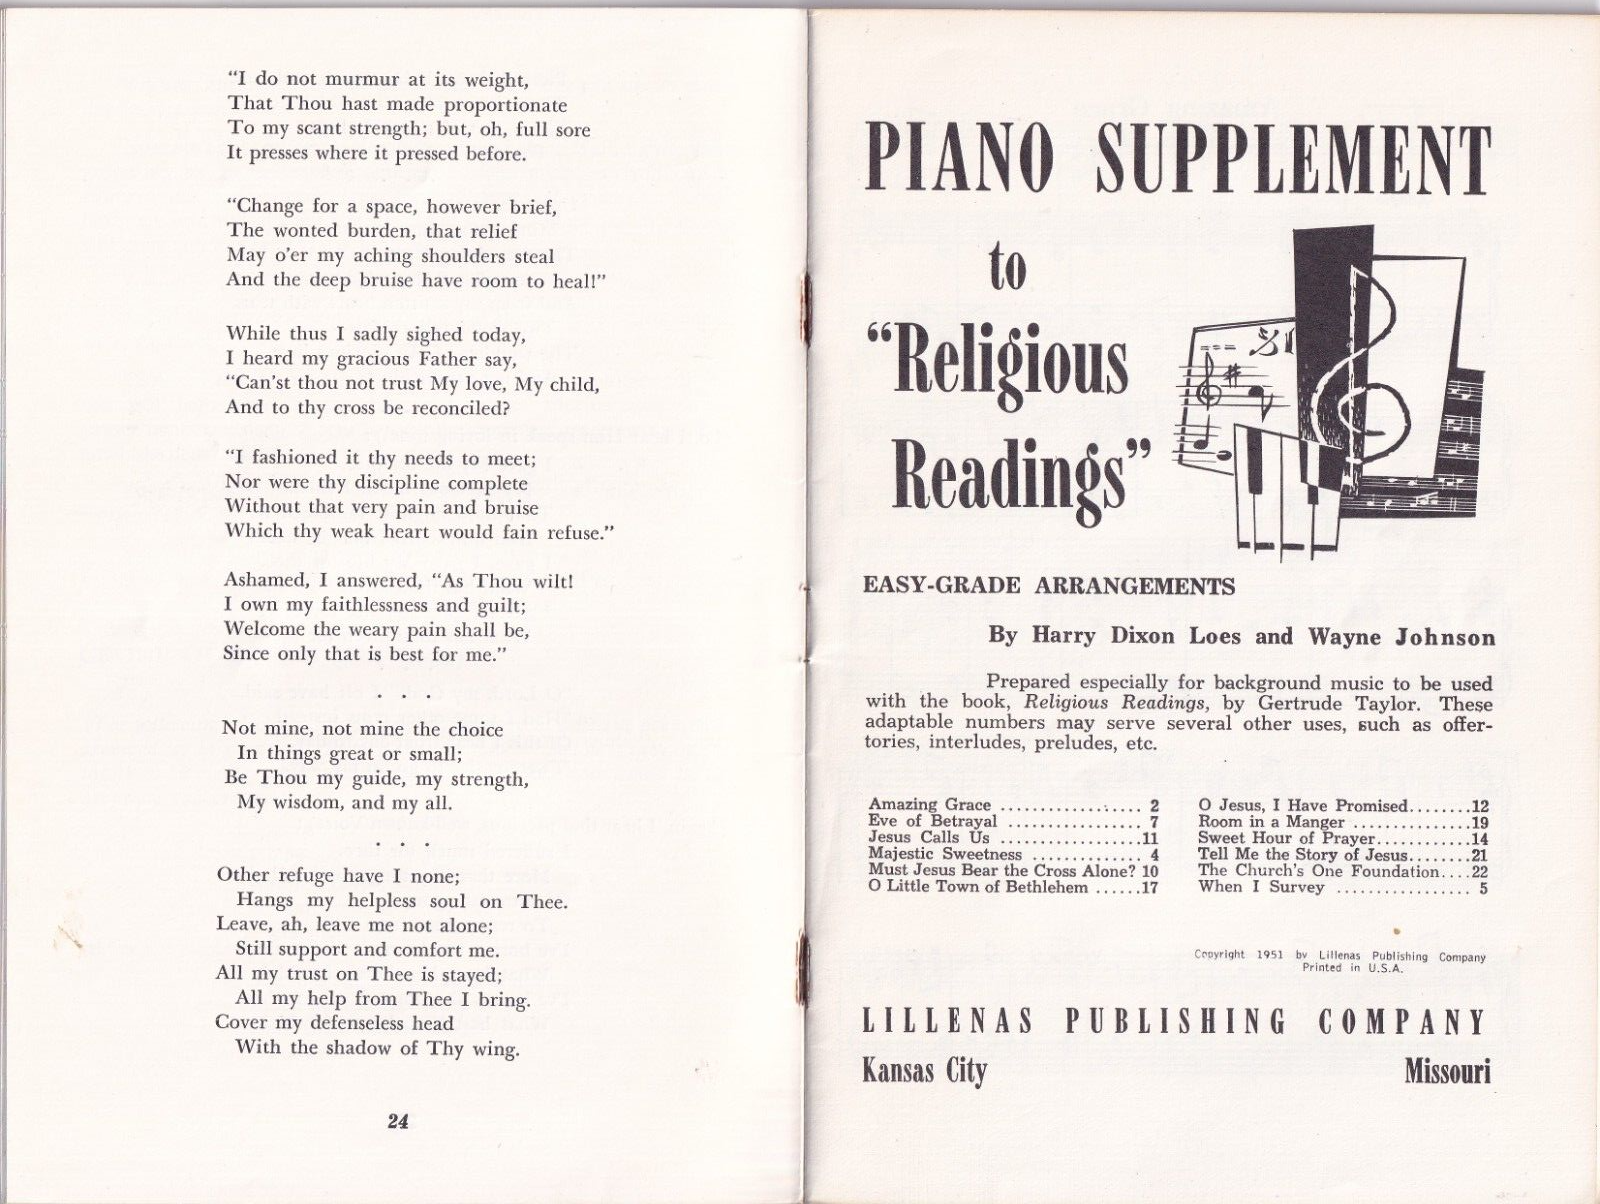 “I do not murmur at its weight,
That Thou hast made proportionate
To my scant strength; but, oh, full sore
It presses where it pressed before.
“Change for a space, however brief,
The wonted burden, that relief
May o’er my aching shoulders steal
And the deep bruise have room to heal!”
While thus I sadly sighed today,
I heard my gracious Father say,
“Can’st thou not trust My love, My child,
And to thy cross be reconciled?
“I fashioned it thy needs to meet;
Nor were thy discipline complete
Without that very pain and bruise
Which thy weak heart would fain refuse.”
Ashamed, I answered, “As Thou wilt!
I own my faithlessness and guilt;
Welcome the weary pain shall be,
Since only that is best for me.”
. . .
Not mine, not mine the choice
In things great or small;
Be Thou my guide, my strength,
My wisdom, and my all.
. . .
Other refuge have I none;
Hangs my helpless soul on Thee.
Leave, ah, leave me not alone;
Still support and comfort me.
All my trust on Thee is stayed;
All my help from Thee I bring.
Cover my defenseless head
With the shadow of Thy wing.
24
PIANO SUPPLEMENT
to
“Religious
Readings”
EASY-GRADE ARRANGEMENTS
By Harry Dixon Loes and Wayne Johnson
Prepared especially for background music to be used
with the book, Religious Readings, by Gertrude Taylor. These
adaptable numbers may serve several other uses, such as offer-
tories, interludes, preludes, etc.
Amazing Grace ................. 2
Eve of Betrayal ................ 7
Jesus Calls Us .................11
Majestic Sweetness ............. 4
Must Jesus Bear the Cross Alone? 10
O Little Town of Bethlehem ......17
O Jesus, I Have Promised........12
Room in a Manger ..............19
Sweet Hour of Prayer............14
Tell Me the Story of Jesus........21
The Church’s One Foundation....22
When I Survey ................ 5
Copyright 1951 by Lillenas Publishing Company
Printed in U.S.A.
LILLENAS PUBLISHING COMPANY
Kansas City Missouri